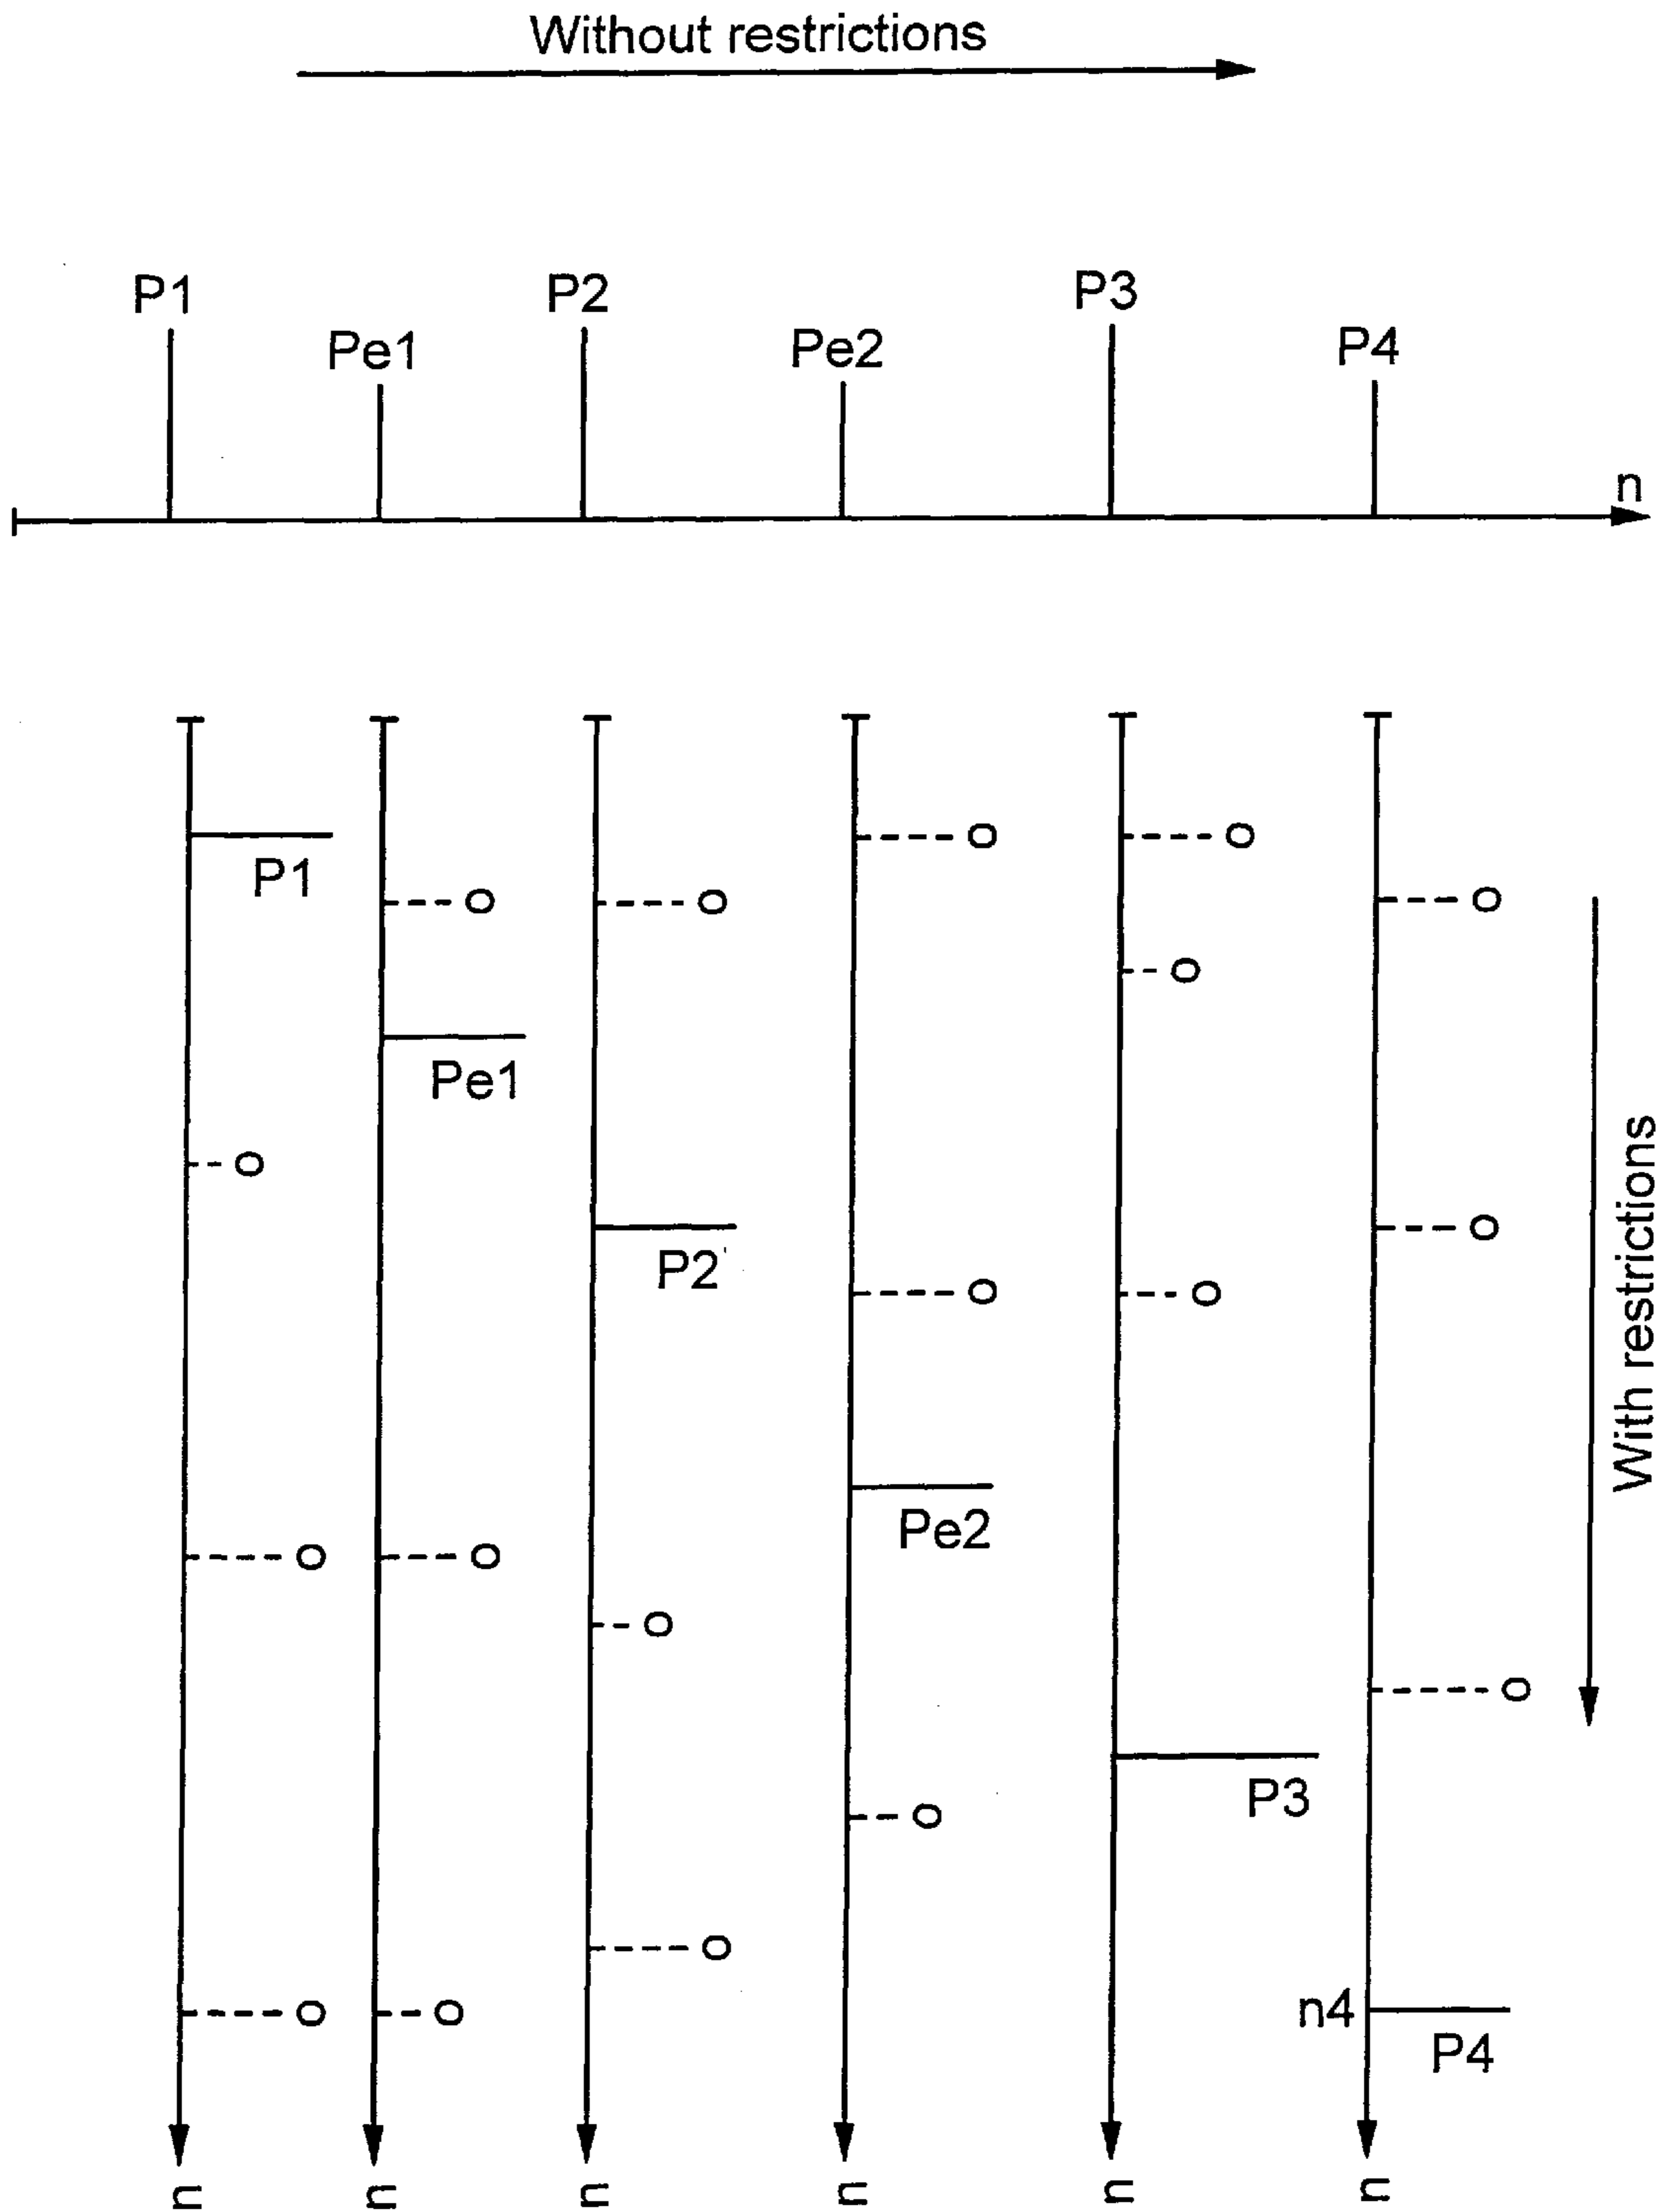 Without restrictions
P1
P2
P3
Pe1
Pe2
P4
n
P1
Pe1
P2
Pe2
With restrictions
P3
n4
P4
n
n
n
n
n
n